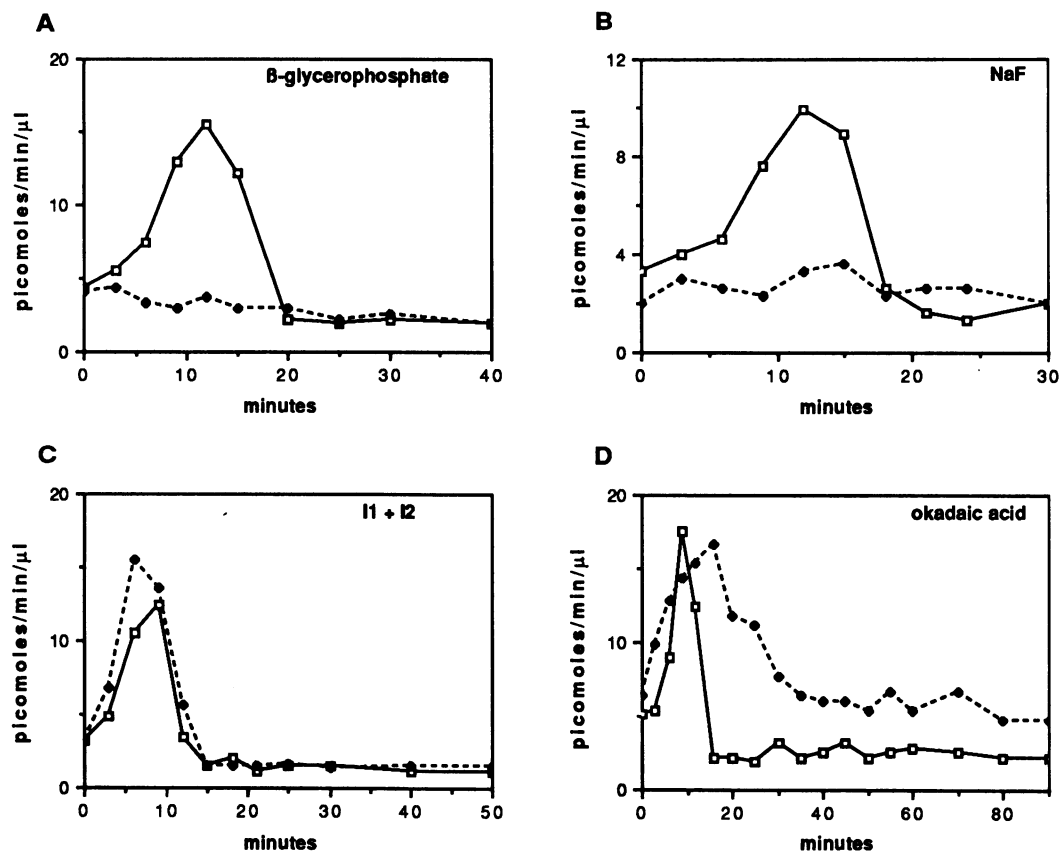 A
B
20
10
0
ß-glycerophosphate
picomoles/min/µl
0 10 20 30 40
minutes
12
8
4
0
NaF
picomoles/min/µl
0 10 20 30
minutes
C
D
20
10
0
I1 + I2
picomoles/min/µl
0 10 20 30 40 50
minutes
20
10
0
okadaic acid
picomoles/min/µl
0 20 40 60 80
minutes